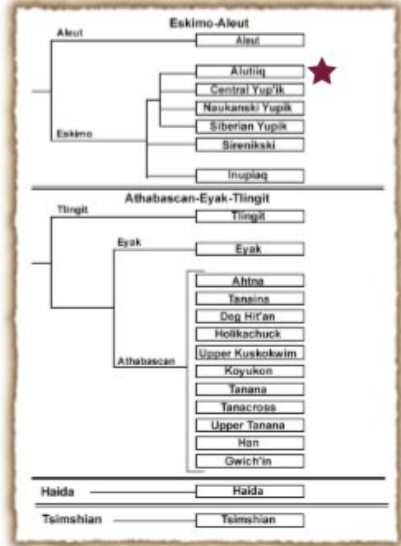 Eskimo-Aleut
Aleut
Aleut
Alutiiq
Central Yup'ik
Naukanski Yupik
Siberian Yupik
Eskimo
Sirenikski
Inupiaq
Athabascan-Eyak-Tlingit
Tlingit
Tlingit
Eyak
Eyak
Ahtna
Tanaina
Deg Hit'an
Holikachuck
Upper Kuskokwim
Athabascan
Koyukon
Tanana
Tanacross
Upper Tanana
Han
Gwich'in
Haida
Haida
Tsimshian
Tsimshian